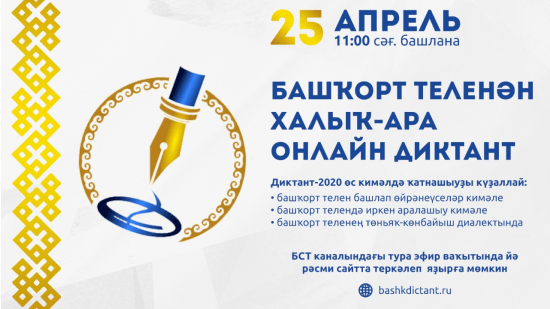 25 АПРЕЛЬ
11:00 сәғ. башлана
БАШҠОРТ ТЕЛЕНӘН
ХАЛЫҠ-АРА
ОНЛАЙН ДИКТАНТ
Диктант-2020 өс кимәлдә ҡатнашыуҙы күҙаллай:
• башҡорт телен башлап өйрәнеүселәр кимәле
• башҡорт телендә иркен аралашыу кимәле
• башҡорт теленең төньяҡ-көнбайыш диалектында
БСТ каналындағы тура эфир ваҡытында йә
рәсми сайтта теркәлеп яҙырға мөмкин
bashkdictant.ru